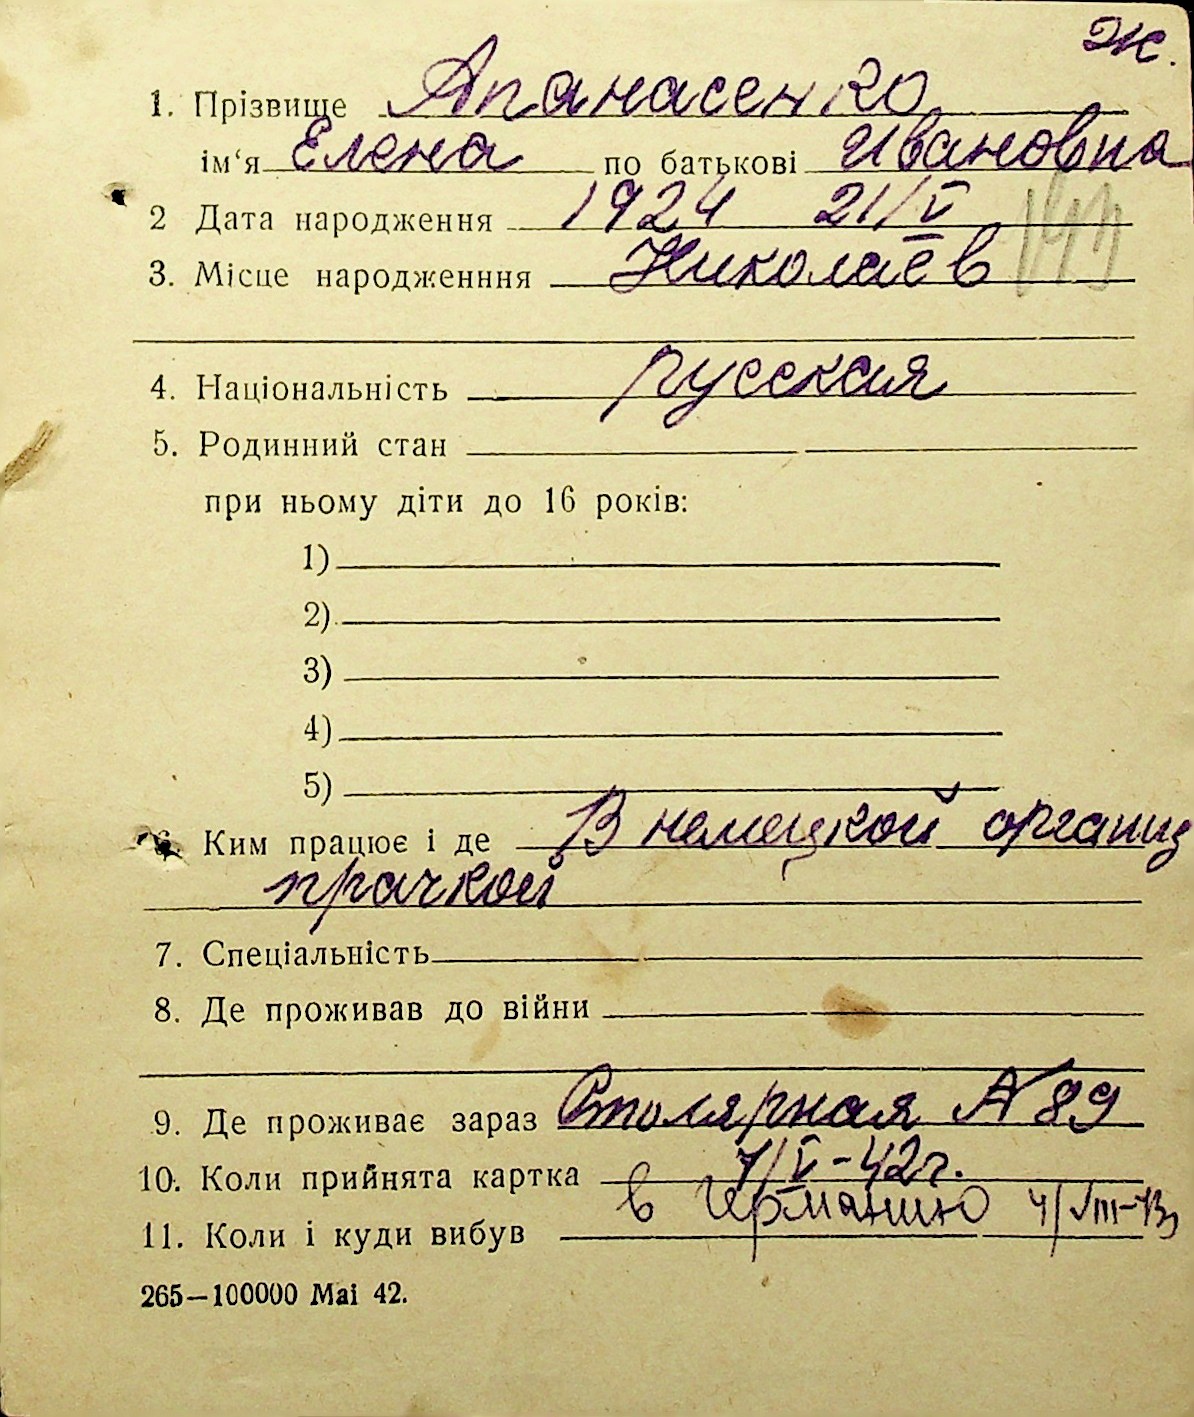 Ж.
1. Прізвище Апанасенко
ім'я Елена по батькові Ивановна
2 Дата народження 1924 21/V
3. Місце народженння Николаев
4. Національність русская
5. Родинний стан
при ньому діти до 16 років:
1)
2)
3)
4)
5)
6. Ким працює і де В немецкой организ
прачкой
7. Спеціальність
8. Де проживав до війни
9. Де проживає зараз Столярная № 89
10. Коли прийнята картка 7/V-42г.
11. Коли і куди вибув в Германию 4/VIII-43
265—100000 Mai 42.